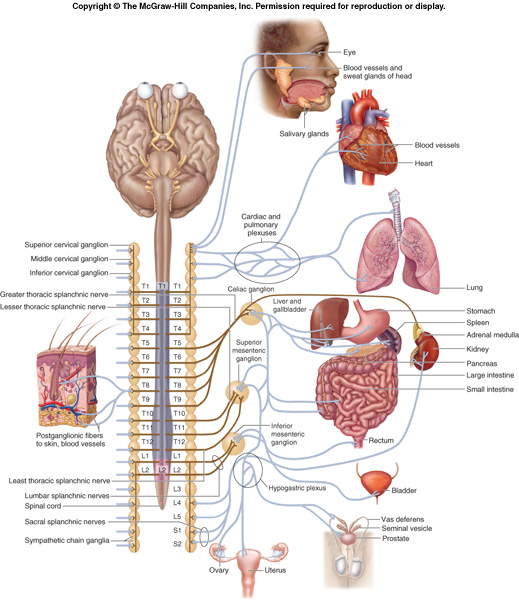 Copyright © The McGraw-Hill Companies, Inc. Permission required for reproduction or display.
Eye
Blood vessels and
sweat glands of head
Salivary glands
Blood vessels
Heart
Cardiac and
pulmonary
plexuses
Superior cervical ganglion
Middle cervical ganglion
Inferior cervical ganglion
Lung
T1 T1 T1
Celiac ganglion
Greater thoracic splanchnic nerve
T2 T2
Lesser thoracic splanchnic nerve
Liver and
gallbladder
Stomach
T3 T3
Spleen
T4 T4
Adrenal medulla
T5 T5
Superior
mesenteric
ganglion
Kidney
T6 T6
Pancreas
T7 T7
Large intestine
T8 T8
Small intestine
T9 T9
T10 T10
T11 T11
Postganglionic fibers
to skin, blood vessels
Inferior
mesenteric
ganglion
T12 T12
Rectum
L1 L1
L2 L2 L2
Least thoracic splanchnic nerve
Hypogastric plexus
L3
Bladder
Lumbar splanchnic nerves
Spinal cord
L4
L5
Sacral splanchnic nerves
Vas deferens
Seminal vesicle
S1
Prostate
Sympathetic chain ganglia
S2
Ovary
Uterus